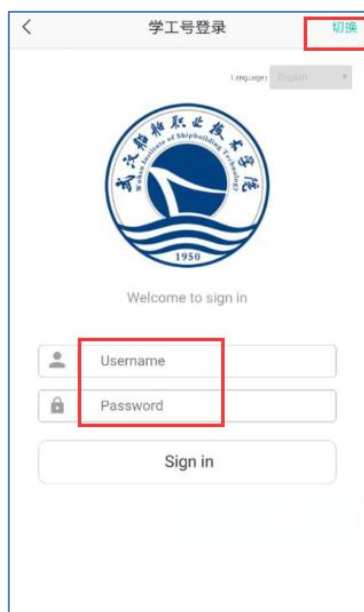 学工号登录
切换
Language: English
武汉船舶职业技术学院
Wuhan Institute of Shipbuilding Technology
1950
Welcome to sign in
Username
Password
Sign in